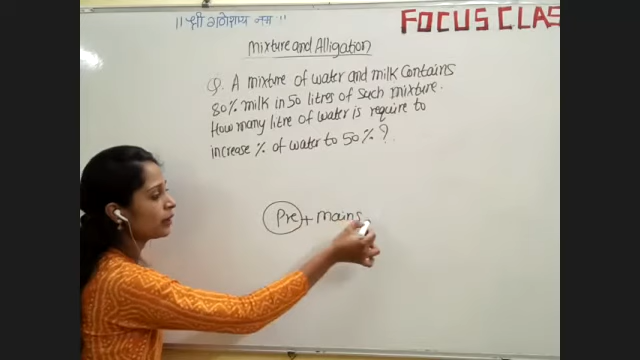 ॥ श्री गणेशाय नमः ॥
FOCUS CLAS
Mixture and Alligation
Q. A mixture of water and milk contains
80% milk in 50 litres of such mixture.
How many litre of water is require to
increase % of water to 50%?
Pre + mains